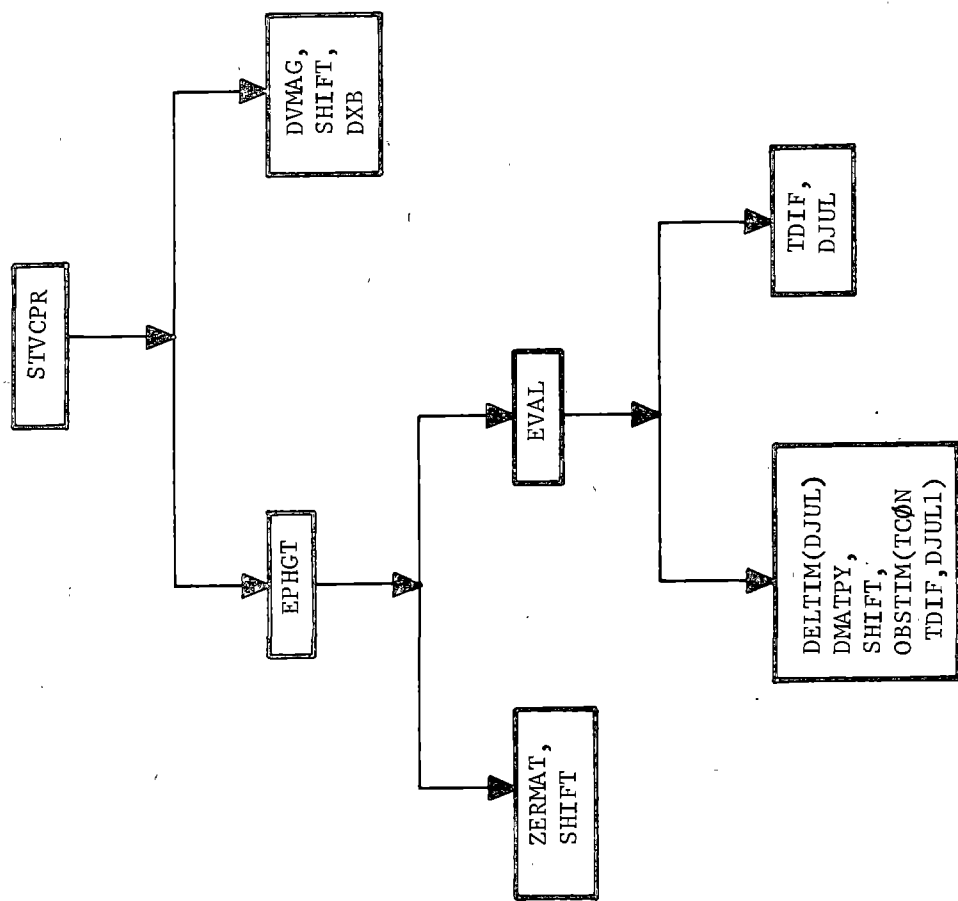 STVCPR
EPHGT
DVMAG,
SHIFT,
DXB
ZERMAT,
SHIFT
EVAL
DELTIM(DJUL)
DMATPY,
SHIFT,
OBSTIM(TCØN
TDIF,DJUL1)
TDIF,
DJUL